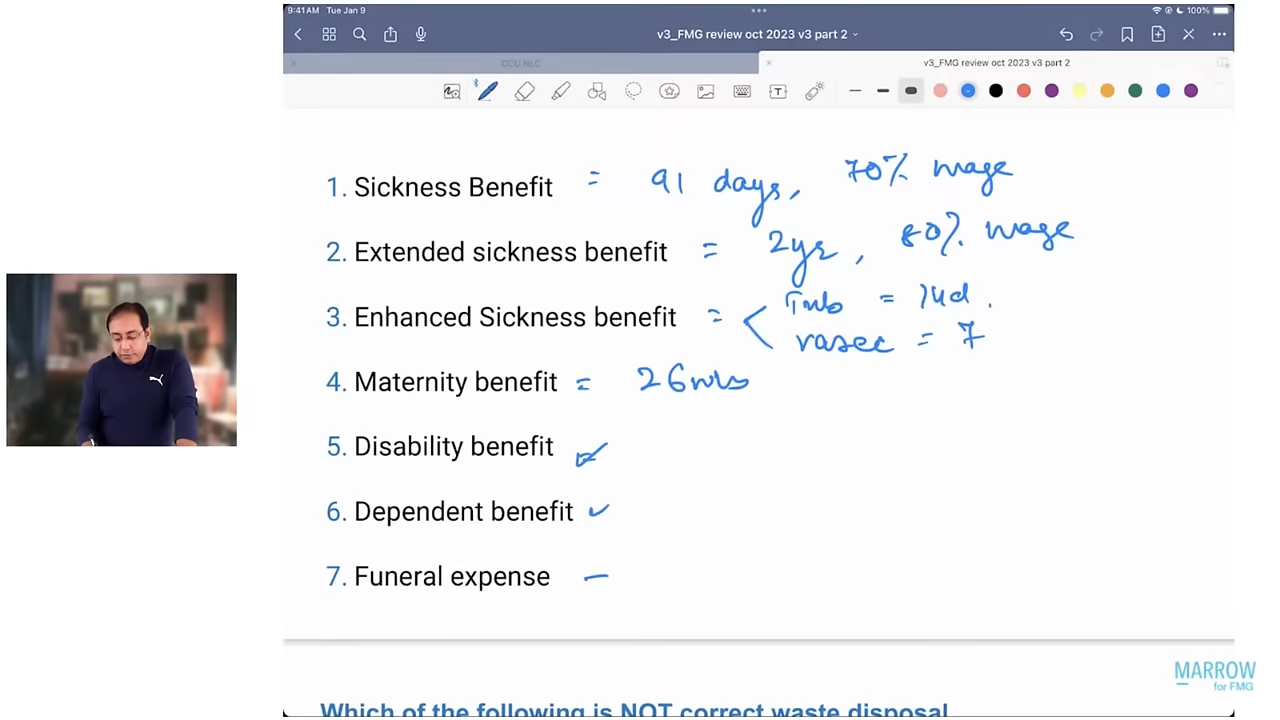 9:41AM Tue Jan 9
100%
v3_FMG review oct 2023 v3 part 2
CCU NLC
v3_FMG review oct 2023 v3 part 2
1. Sickness Benefit = 91 days, 70% wage
2. Extended sickness benefit = 2yr, 80% wage
3. Enhanced Sickness benefit = < Tub = 14d.
vasec = 7
4. Maternity benefit = 26wks
5. Disability benefit
6. Dependent benefit ✓
7. Funeral expense –
Which of the following is NOT correct waste disposal
MARROW
for FMG